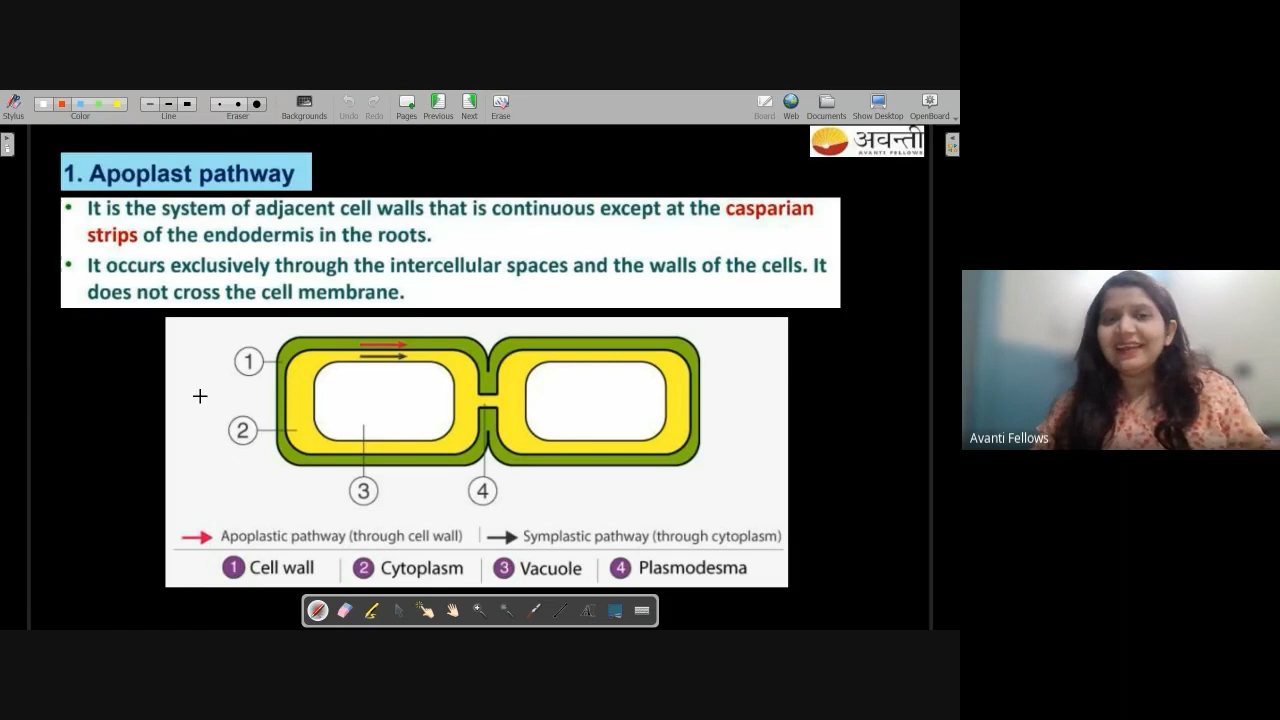 Stylus Color Line Eraser Backgrounds Undo Redo Pages Previous Next Erase Board Web Documents Show Desktop OpenBoard
अवन्ती
AVANTI FELLOWS
1. Apoplast pathway
• It is the system of adjacent cell walls that is continuous except at the casparian
strips of the endodermis in the roots.
• It occurs exclusively through the intercellular spaces and the walls of the cells. It
does not cross the cell membrane.
1
2
3 4
Apoplastic pathway (through cell wall) Symplastic pathway (through cytoplasm)
1 Cell wall 2 Cytoplasm 3 Vacuole 4 Plasmodesma
Avanti Fellows